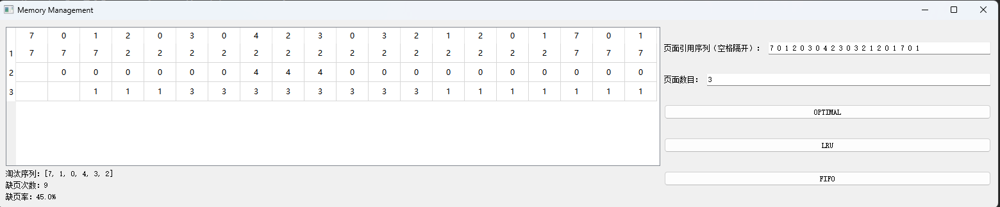 Memory Management
7 0 1 2 0 3 0 4 2 3 0 3 2 1 2 0 1 7 0 1
1 7 7 7 2 2 2 2 2 2 2 2 2 2 2 2 2 2 7 7 7
2 0 0 0 0 0 0 4 4 4 0 0 0 0 0 0 0 0 0 0
3 1 1 1 3 3 3 3 3 3 3 3 1 1 1 1 1 1 1
页面引用序列（空格隔开）： 7 0 1 2 0 3 0 4 2 3 0 3 2 1 2 0 1 7 0 1
页面数目： 3
OPTIMAL
LRU
FIFO
淘汰序列：[7, 1, 0, 4, 3, 2]
缺页次数：9
缺页率：45.0%